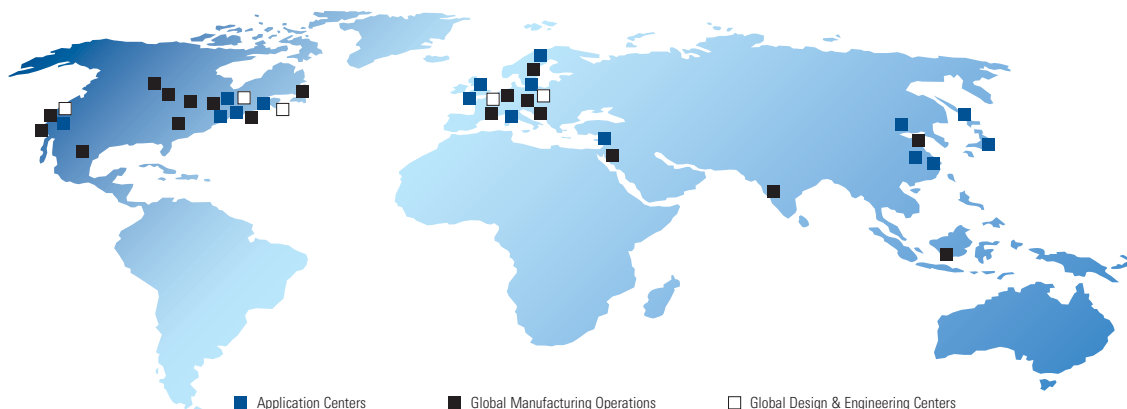 Application Centers
Global Manufacturing Operations
Global Design & Engineering Centers